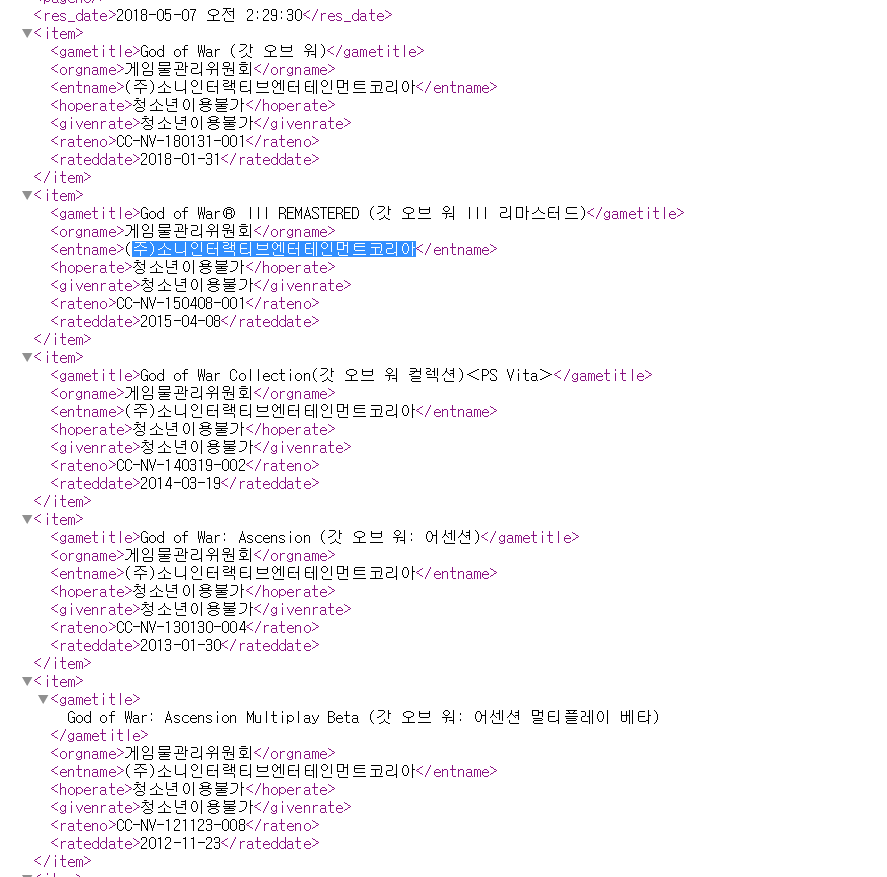 <res_date>2018-05-07 오전 2:29:30</res_date>
<item>
<gametitle>God of War (갓 오브 워)</gametitle>
<orgname>게임물관리위원회</orgname>
<entname>(주)소니인터랙티브엔터테인먼트코리아</entname>
<hoperate>청소년이용불가</hoperate>
<givenrate>청소년이용불가</givenrate>
<rateno>CC-NV-180131-001</rateno>
<rateddate>2018-01-31</rateddate>
</item>
<item>
<gametitle>God of War® III REMASTERED (갓 오브 워 III 리마스터드)</gametitle>
<orgname>게임물관리위원회</orgname>
<entname>(주)소니인터랙티브엔터테인먼트코리아</entname>
<hoperate>청소년이용불가</hoperate>
<givenrate>청소년이용불가</givenrate>
<rateno>CC-NV-150408-001</rateno>
<rateddate>2015-04-08</rateddate>
</item>
<item>
<gametitle>God of War Collection(갓 오브 워 컬렉션)<PS Vita></gametitle>
<orgname>게임물관리위원회</orgname>
<entname>(주)소니인터랙티브엔터테인먼트코리아</entname>
<hoperate>청소년이용불가</hoperate>
<givenrate>청소년이용불가</givenrate>
<rateno>CC-NV-140319-002</rateno>
<rateddate>2014-03-19</rateddate>
</item>
<item>
<gametitle>God of War: Ascension (갓 오브 워: 어센션)</gametitle>
<orgname>게임물관리위원회</orgname>
<entname>(주)소니인터랙티브엔터테인먼트코리아</entname>
<hoperate>청소년이용불가</hoperate>
<givenrate>청소년이용불가</givenrate>
<rateno>CC-NV-130130-004</rateno>
<rateddate>2013-01-30</rateddate>
</item>
<item>
<gametitle>
God of War: Ascension Multiplay Beta (갓 오브 워: 어센션 멀티플레이 베타)
</gametitle>
<orgname>게임물관리위원회</orgname>
<entname>(주)소니인터랙티브엔터테인먼트코리아</entname>
<hoperate>청소년이용불가</hoperate>
<givenrate>청소년이용불가</givenrate>
<rateno>CC-NV-121123-008</rateno>
<rateddate>2012-11-23</rateddate>
</item>